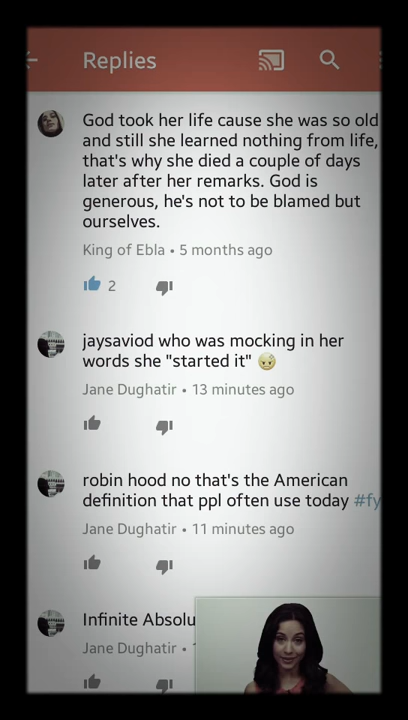 Replies
God took her life cause she was so old
and still she learned nothing from life,
that's why she died a couple of days
later after her remarks. God is
generous, he's not to be blamed but
ourselves.
King of Ebla • 5 months ago
2
jaysaviod who was mocking in her
words she "started it" 
Jane Dughatir • 13 minutes ago
robin hood no that's the American
definition that ppl often use today #fy
Jane Dughatir • 11 minutes ago
Infinite Absolu
Jane Dughatir •